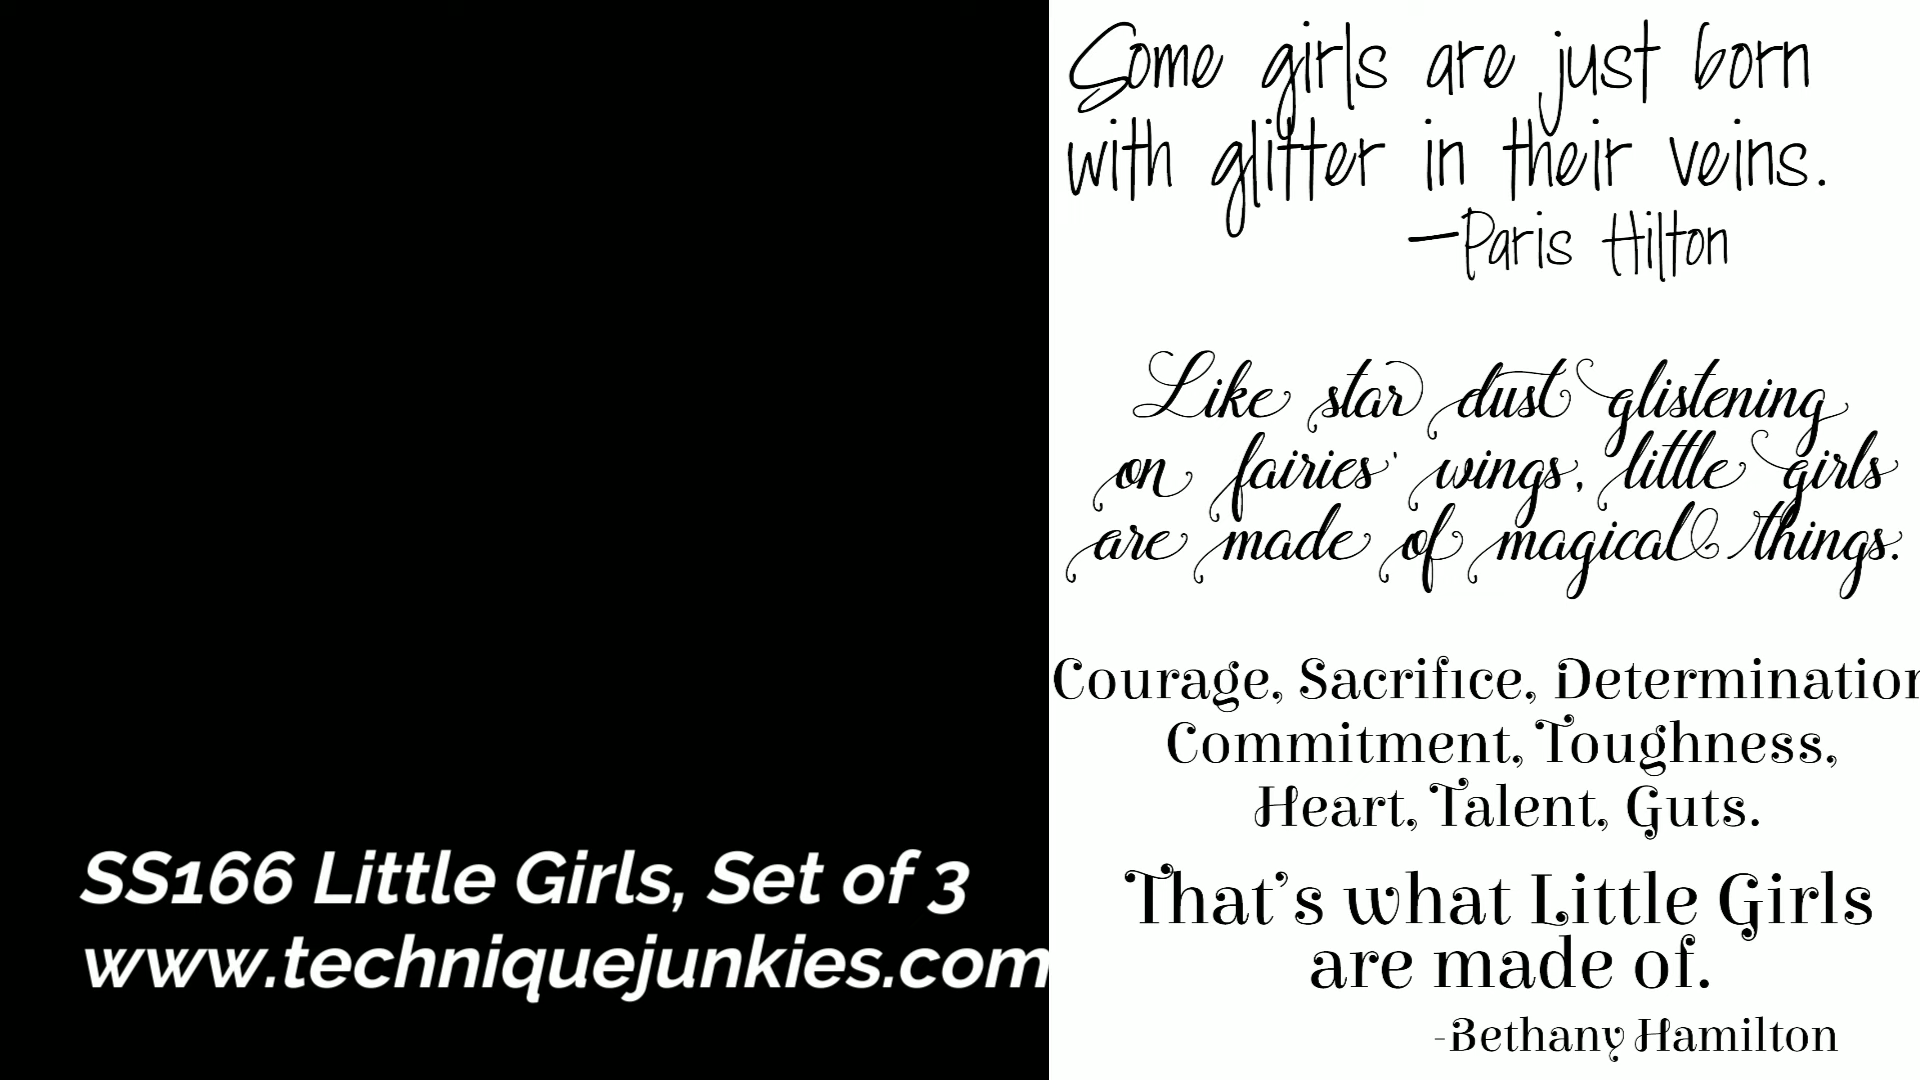 Some girls are just born
with glitter in their veins.
—Paris Hilton
Like star dust glistening
on fairies' wings, little girls
are made of magical things.
Courage, Sacrifice, Determination
Commitment, Toughness,
Heart, Talent, Guts.
That's what Little Girls
are made of.
-Bethany Hamilton
SS166 Little Girls, Set of 3
www.techniquejunkies.com